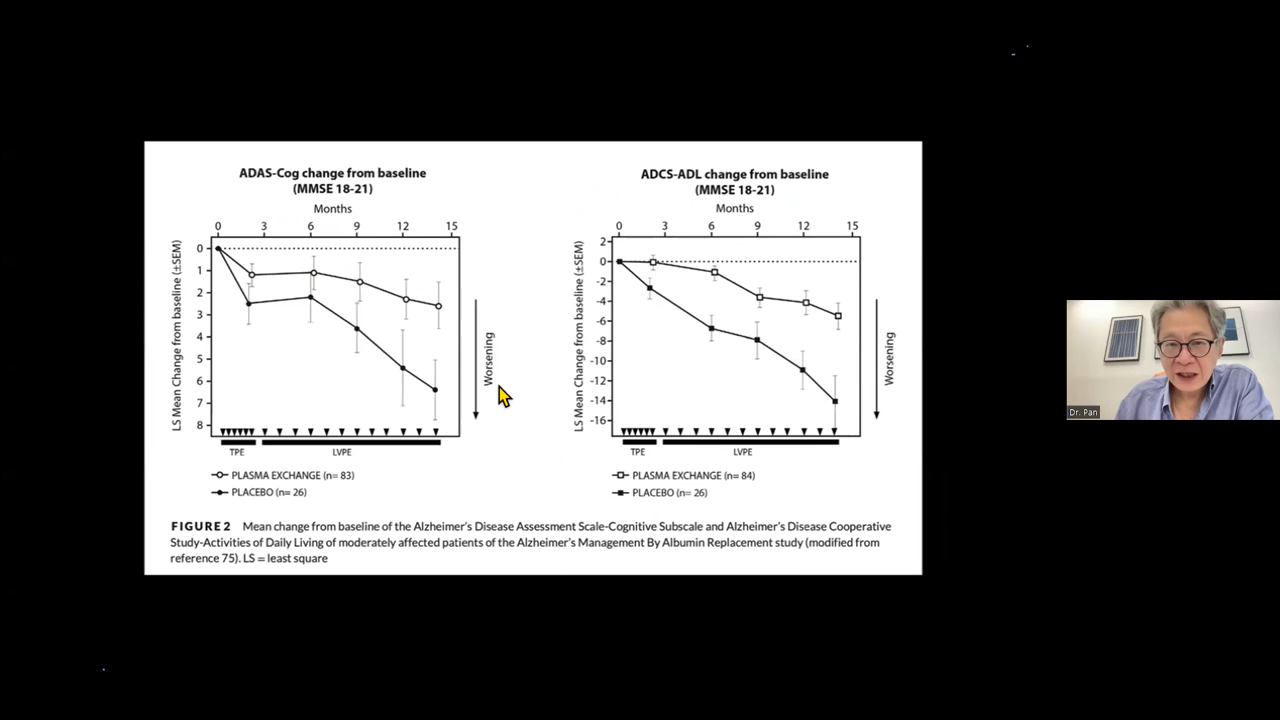 ADAS-Cog change from baseline
(MMSE 18-21)
Months
0 3 6 9 12 15
LS Mean Change from baseline (±SEM)
0
1
2
3
4
5
6
7
8
Worsening
TPE LVPE
PLASMA EXCHANGE (n= 83)
PLACEBO (n= 26)
ADCS-ADL change from baseline
(MMSE 18-21)
Months
0 3 6 9 12 15
LS Mean Change from baseline (±SEM)
2
0
-2
-4
-6
-8
-10
-12
-14
-16
Worsening
TPE LVPE
PLASMA EXCHANGE (n= 84)
PLACEBO (n= 26)
FIGURE 2 Mean change from baseline of the Alzheimer's Disease Assessment Scale-Cognitive Subscale and Alzheimer's Disease Cooperative
Study-Activities of Daily Living of moderately affected patients of the Alzheimer's Management By Albumin Replacement study (modified from
reference 75). LS = least square
Dr. Pan